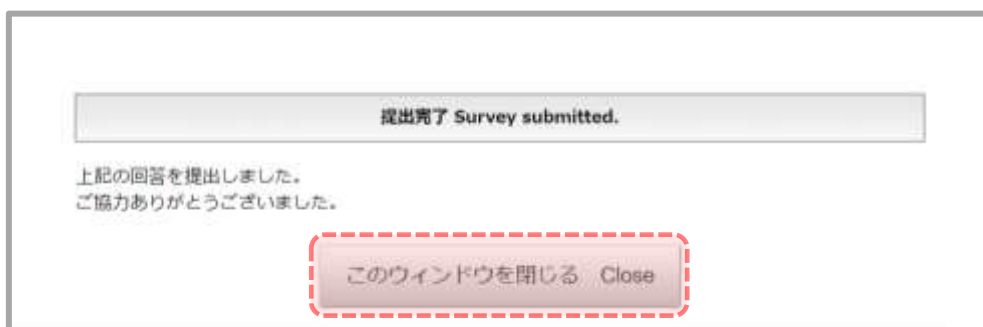 提出完了 Survey submitted.
上記の回答を提出しました。
ご協力ありがとうございました。
このウィンドウを閉じる Close